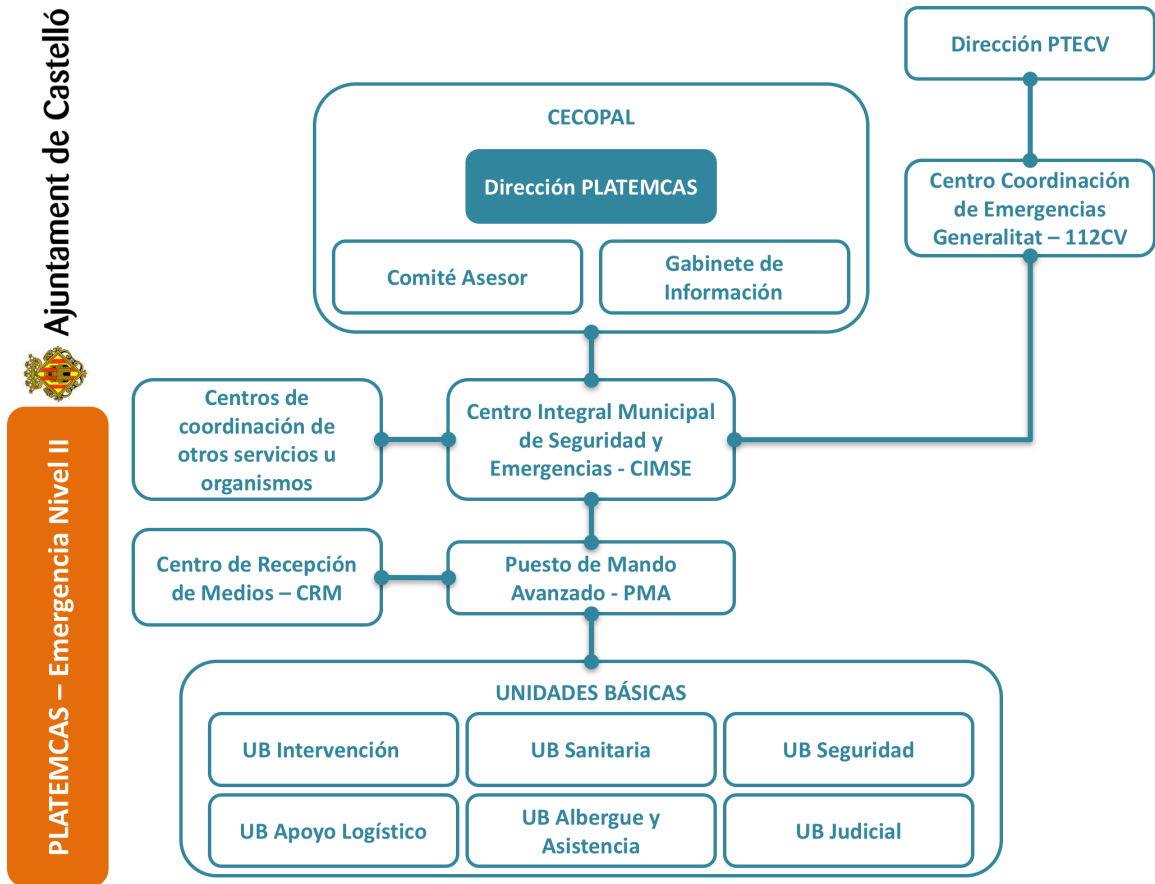 Ajuntament de Castelló
PLATEMCAS – Emergencia Nivel II
Dirección PTECV
CECOPAL
Dirección PLATEMCAS
Centro Coordinación
de Emergencias
Generalitat – 112CV
Comité Asesor
Gabinete de
Información
Centros de
coordinación de
otros servicios u
organismos
Centro Integral Municipal
de Seguridad y
Emergencias - CIMSE
Centro de Recepción
de Medios – CRM
Puesto de Mando
Avanzado - PMA
UNIDADES BÁSICAS
UB Intervención
UB Sanitaria
UB Seguridad
UB Apoyo Logístico
UB Albergue y
Asistencia
UB Judicial